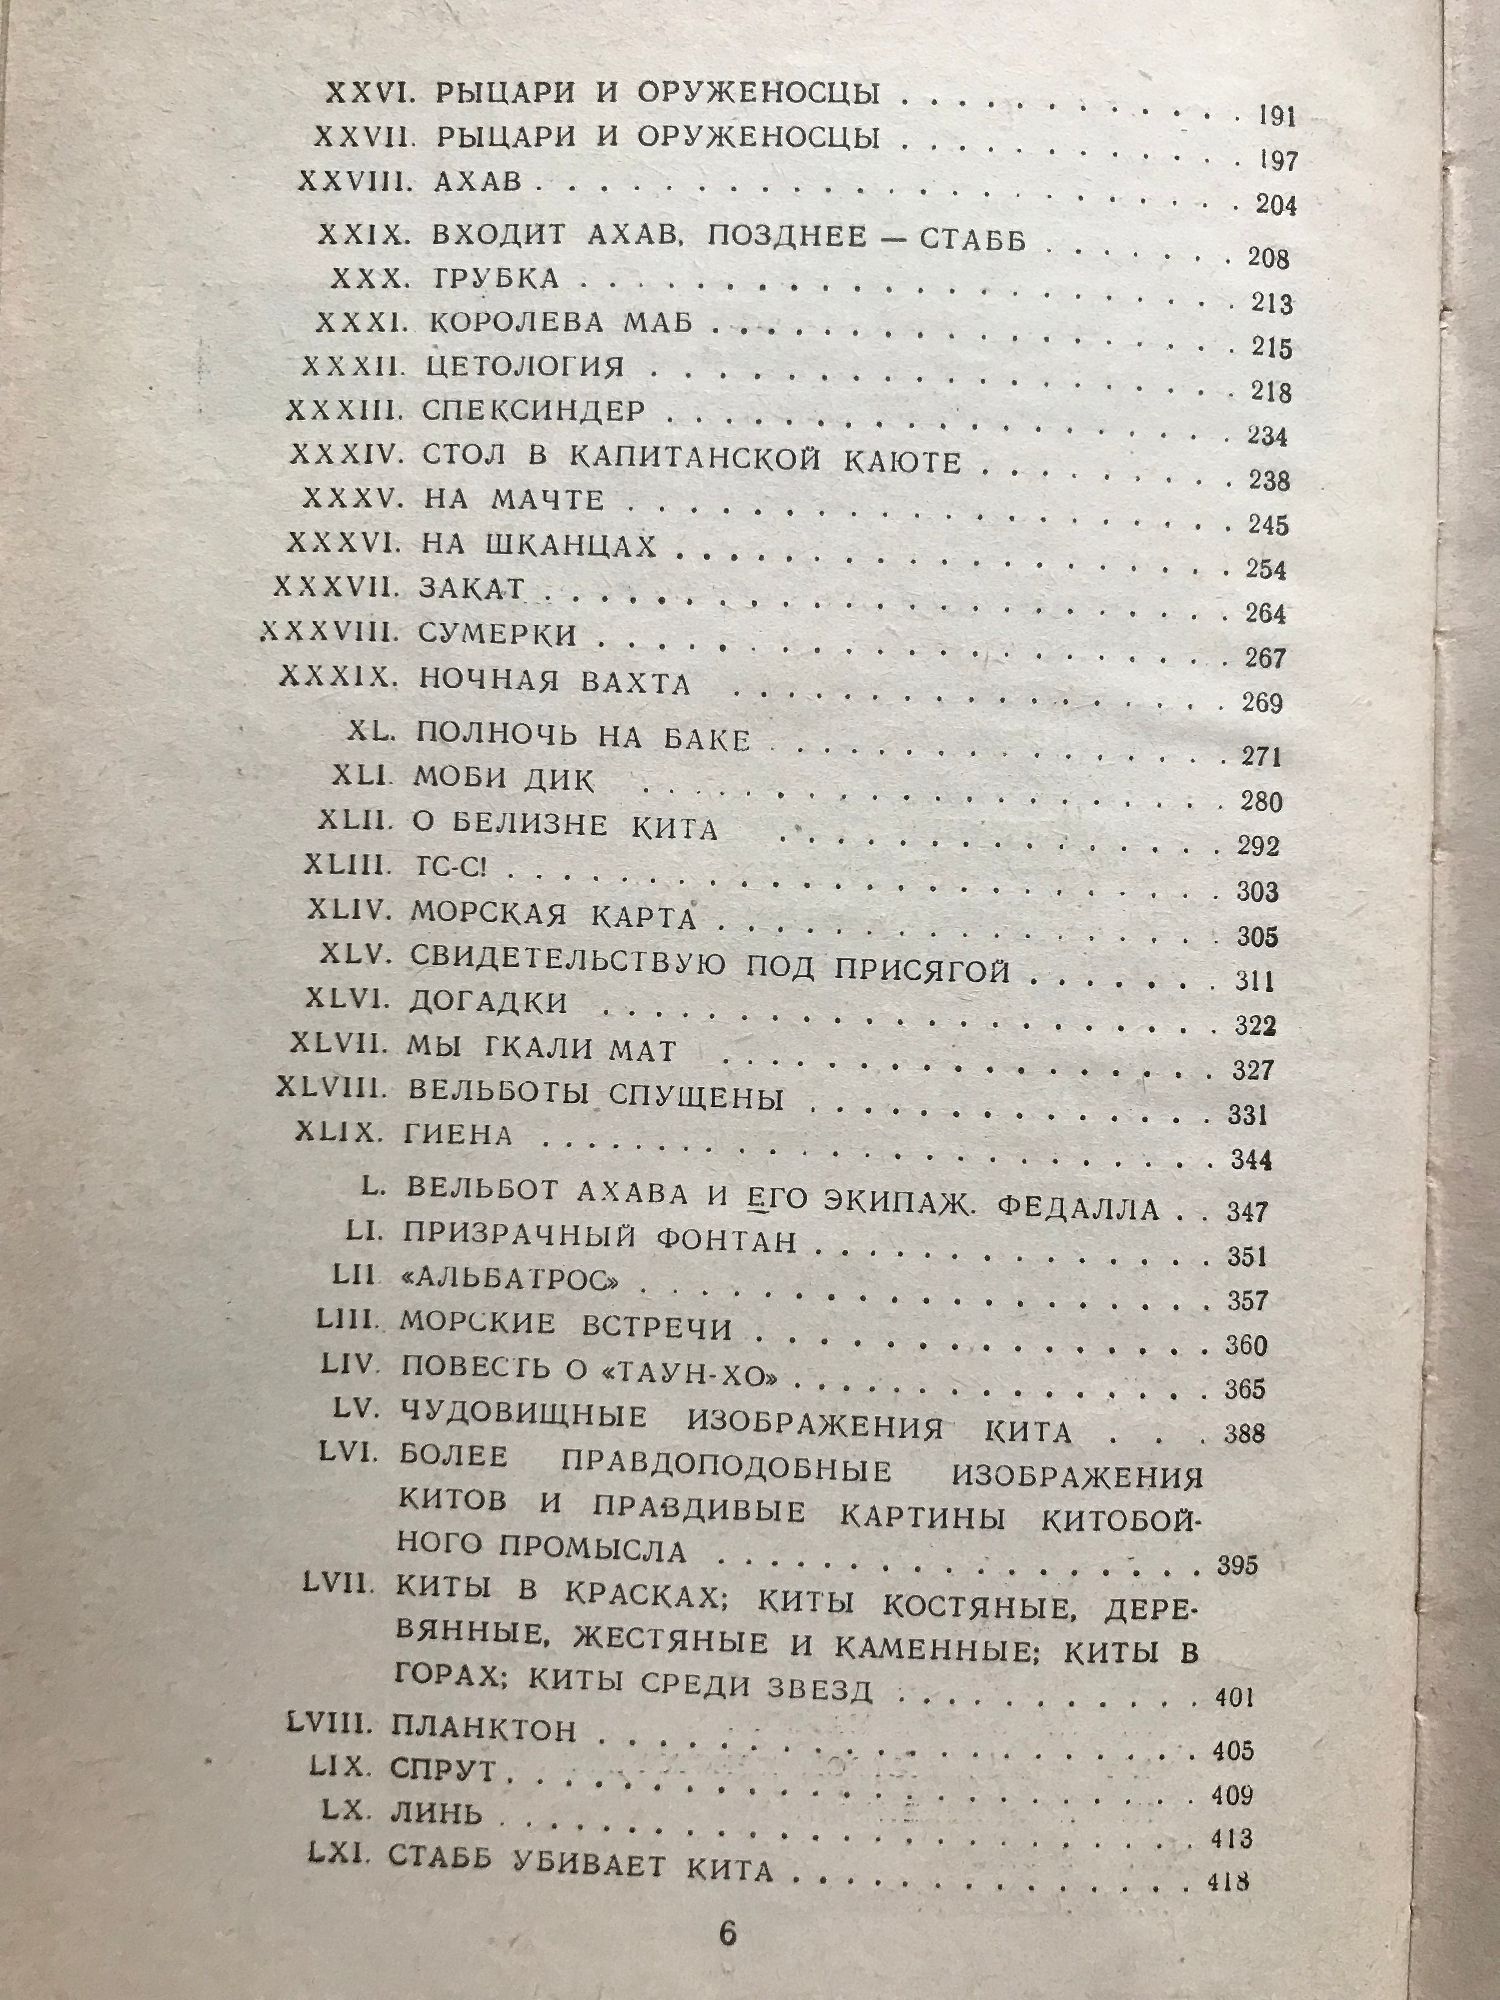 XXVI. РЫЦАРИ И ОРУЖЕНОСЦЫ . . . . . . . . . . . . 191
XXVII. РЫЦАРИ И ОРУЖЕНОСЦЫ . . . . . . . . . . . . 197
XXVIII. АХАВ . . . . . . . . . . . . . . . . . . . . . . 204
XXIX. ВХОДИТ АХАВ, ПОЗДНЕЕ — СТАББ . . . . . . . 208
XXX. ТРУБКА . . . . . . . . . . . . . . . . . . . . 213
XXXI. КОРОЛЕВА МАБ . . . . . . . . . . . . . . . . 215
XXXII. ЦЕТОЛОГИЯ . . . . . . . . . . . . . . . . . 218
XXXIII. СПЕКСИНДЕР . . . . . . . . . . . . . . . . . 234
XXXIV. СТОЛ В КАПИТАНСКОЙ КАЮТЕ . . . . . . . . . 238
XXXV. НА МАЧТЕ . . . . . . . . . . . . . . . . . . 245
XXXVI. НА ШКАНЦАХ . . . . . . . . . . . . . . . . . 254
XXXVII. ЗАКАТ . . . . . . . . . . . . . . . . . . . . 264
XXXVIII. СУМЕРКИ . . . . . . . . . . . . . . . . . . . 267
XXXIX. НОЧНАЯ ВАХТА . . . . . . . . . . . . . . . . 269
XL. ПОЛНОЧЬ НА БАКЕ . . . . . . . . . . . . . . . 271
XLI. МОБИ ДИК . . . . . . . . . . . . . . . . . . 280
XLII. О БЕЛИЗНЕ КИТА . . . . . . . . . . . . . . . 292
XLIII. ТС-С! . . . . . . . . . . . . . . . . . . . . 303
XLIV. МОРСКАЯ КАРТА . . . . . . . . . . . . . . . . 305
XLV. СВИДЕТЕЛЬСТВУЮ ПОД ПРИСЯГОЙ . . . . . . . 311
XLVI. ДОГАДКИ . . . . . . . . . . . . . . . . . . . 322
XLVII. МЫ ТКАЛИ МАТ . . . . . . . . . . . . . . . . 327
XLVIII. ВЕЛЬБОТЫ СПУЩЕНЫ . . . . . . . . . . . . . 331
XLIX. ГИЕНА . . . . . . . . . . . . . . . . . . . . 344
L. ВЕЛЬБОТ АХАВА И ЕГО ЭКИПАЖ. ФЕДАЛЛА . . 347
LI. ПРИЗРАЧНЫЙ ФОНТАН . . . . . . . . . . . . . 351
LII. «АЛЬБАТРОС» . . . . . . . . . . . . . . . . . 357
LIII. МОРСКИЕ ВСТРЕЧИ . . . . . . . . . . . . . . . 360
LIV. ПОВЕСТЬ О «ТАУН-ХО» . . . . . . . . . . . . . 365
LV. ЧУДОВИЩНЫЕ ИЗОБРАЖЕНИЯ КИТА . . . 388
LVI. БОЛЕЕ ПРАВДОПОДОБНЫЕ ИЗОБРАЖЕНИЯ
КИТОВ И ПРАВДИВЫЕ КАРТИНЫ КИТОБОЙ-
НОГО ПРОМЫСЛА . . . . . . . . . . . . . . . 395
LVII. КИТЫ В КРАСКАХ; КИТЫ КОСТЯНЫЕ, ДЕРЕ-
ВЯННЫЕ, ЖЕСТЯНЫЕ И КАМЕННЫЕ; КИТЫ В
ГОРАХ; КИТЫ СРЕДИ ЗВЕЗД . . . . . . . . . . 401
LVIII. ПЛАНКТОН . . . . . . . . . . . . . . . . . . . 405
LIX. СПРУТ . . . . . . . . . . . . . . . . . . . . 409
LX. ЛИНЬ . . . . . . . . . . . . . . . . . . . . . 413
LXI. СТАББ УБИВАЕТ КИТА . . . . . . . . . . . . . 418
6